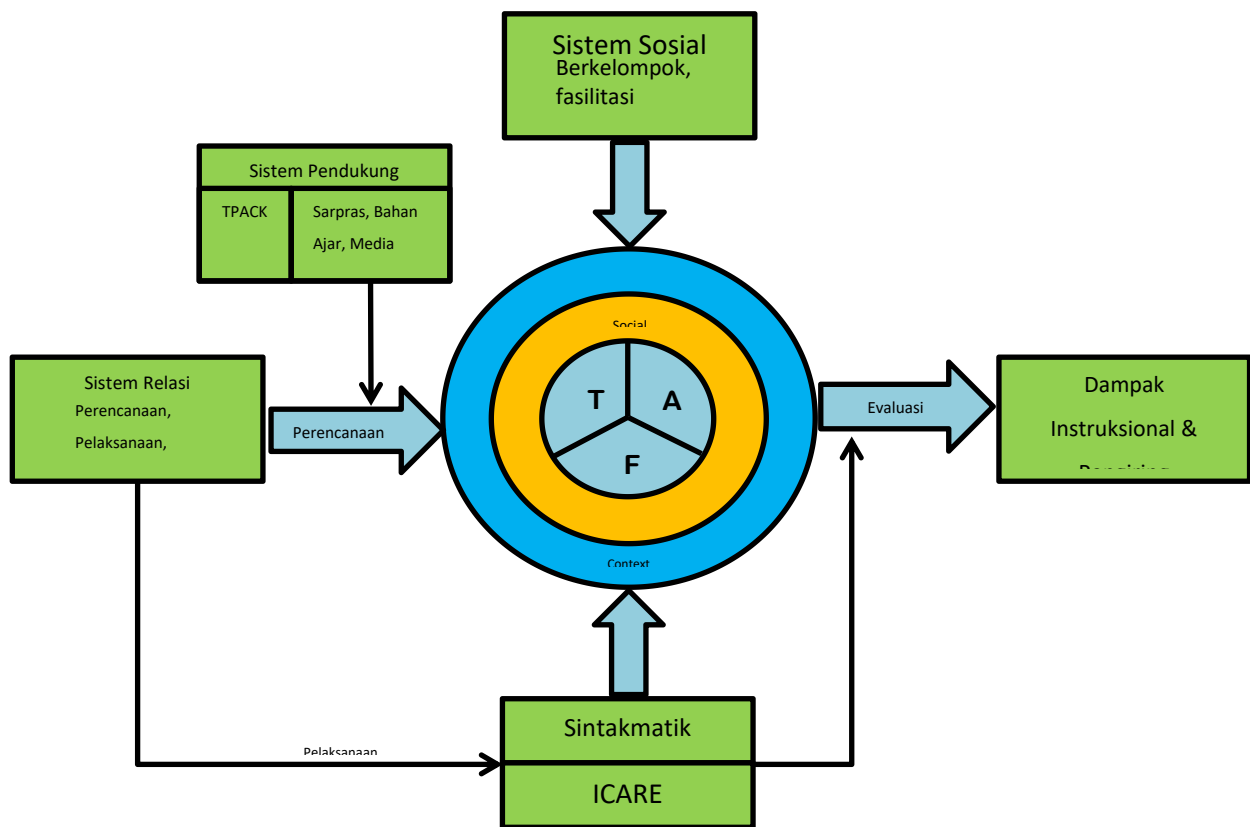 Sistem Sosial
Berkelompok,
fasilitasi
Sistem Pendukung
TPACK
Sarpras, Bahan
Ajar, Media
Sistem Relasi
Perencanaan,
Pelaksanaan,
Perencanaan
Social
T
A
F
Context
Evaluasi
Dampak
Instruksional &
Pelaksanaan
Sintakmatik
ICARE